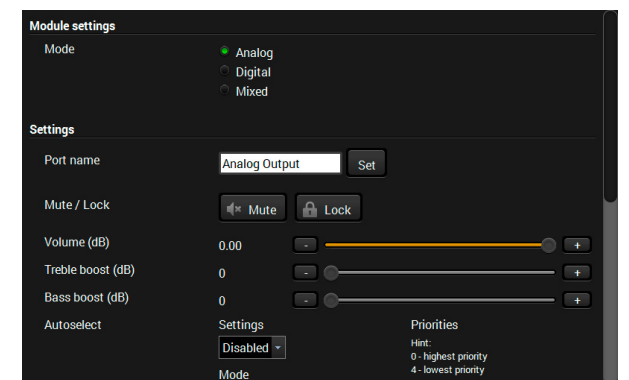 Module settings
Mode
Analog
Digital
Mixed
Settings
Port name
Analog Output
Set
Mute / Lock
Mute
Lock
Volume (dB)
0.00
-
+
Treble boost (dB)
0
-
+
Bass boost (dB)
0
-
+
Autoselect
Settings
Disabled
Mode
Priorities
Hint:
0 - highest priority
4 - lowest priority